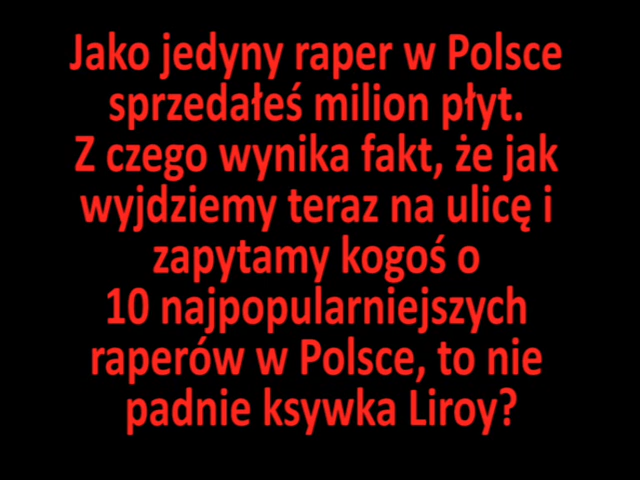 Jako jedyny raper w Polsce
sprzedałeś milion płyt.
Z czego wynika fakt, że jak
wyjdziemy teraz na ulicę i
zapytamy kogoś o
10 najpopularniejszych
raperów w Polsce, to nie
padnie ksywka Liroy?